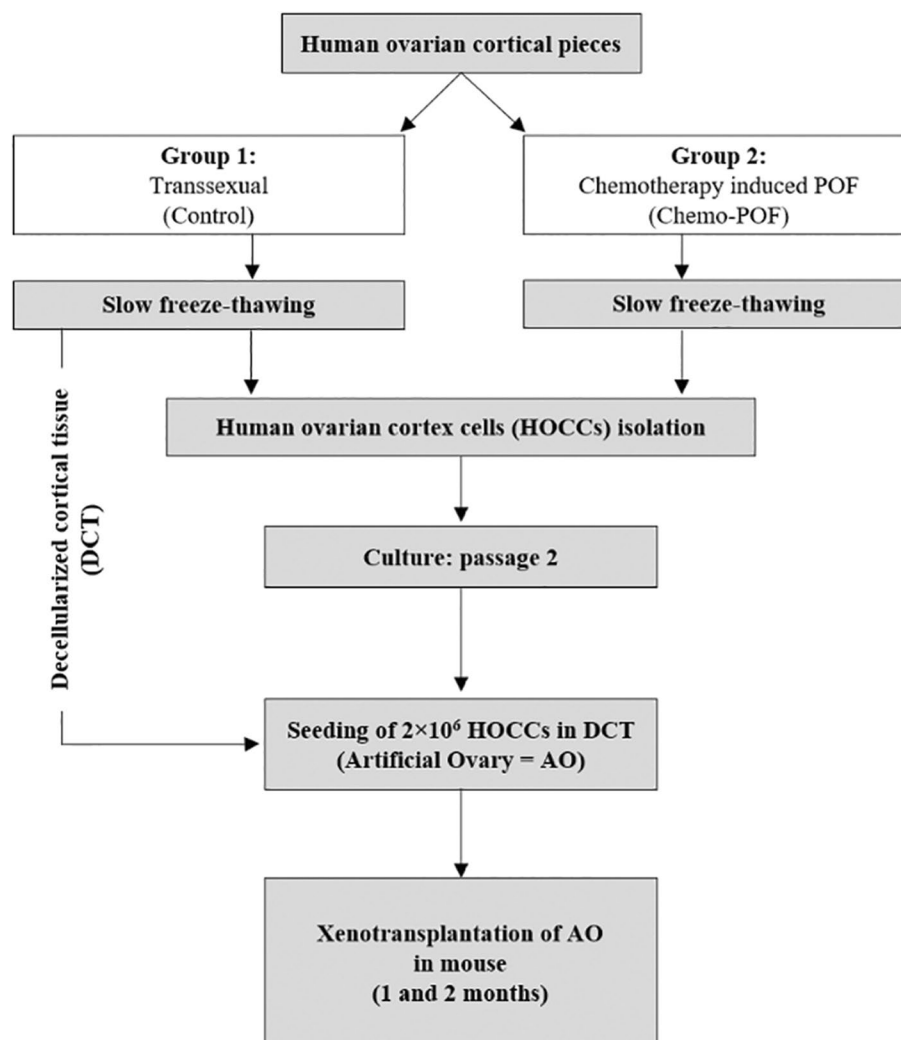 Human ovarian cortical pieces
Group 1:
Transsexual
(Control)
Group 2:
Chemotherapy induced POF
(Chemo-POF)
Slow freeze-thawing
Slow freeze-thawing
Decellularized cortical tissue
(DCT)
Human ovarian cortex cells (HOCCs) isolation
Culture: passage 2
Seeding of 2×10⁶ HOCCs in DCT
(Artificial Ovary = AO)
Xenotransplantation of AO
in mouse
(1 and 2 months)